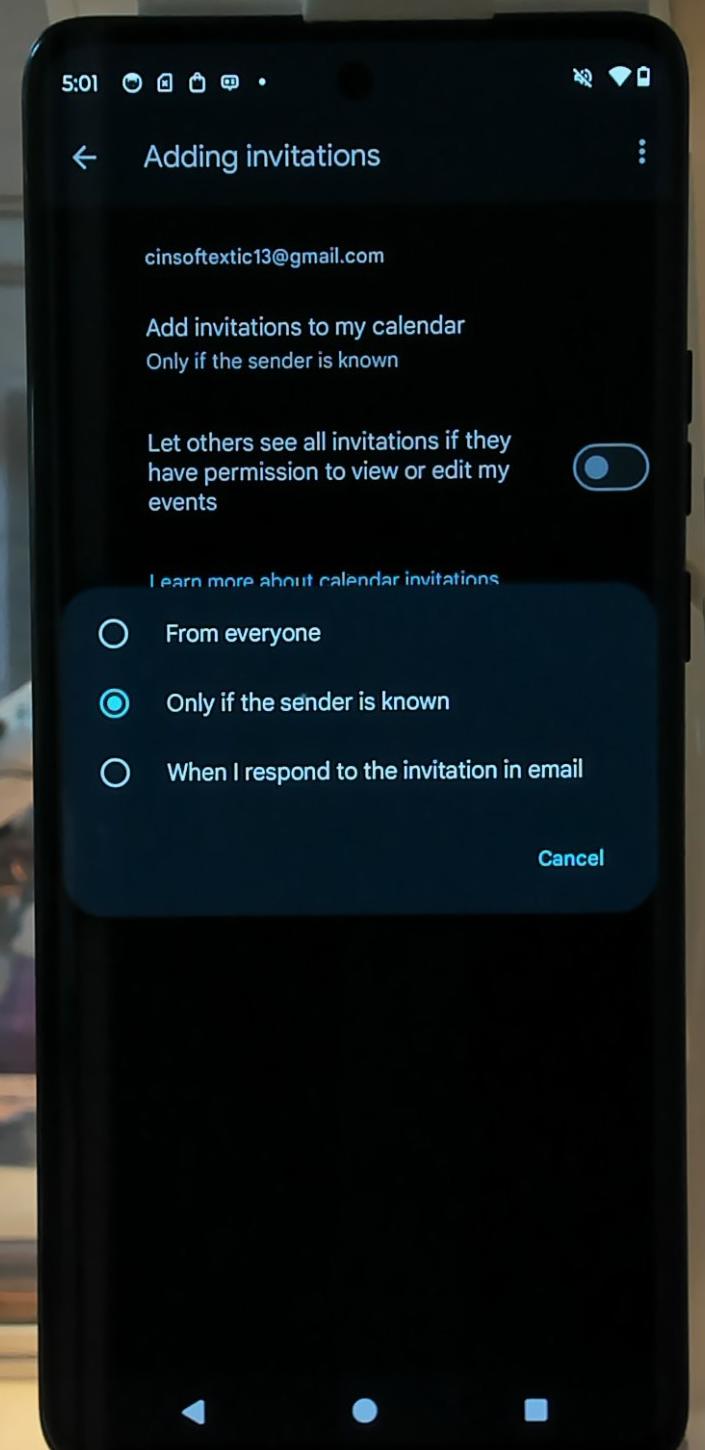 5:01
Adding invitations
cinsoftextic13@gmail.com
Add invitations to my calendar
Only if the sender is known
Let others see all invitations if they
have permission to view or edit my
events
Learn more about calendar invitations
From everyone
Only if the sender is known
When I respond to the invitation in email
Cancel